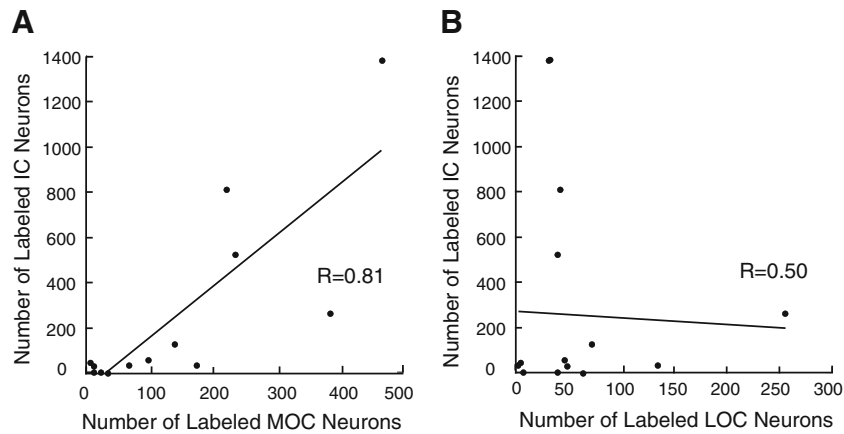 A
1400
1200
1000
800
600
400
200
0
Number of Labeled IC Neurons
R=0.81
0 100 200 300 400 500
Number of Labeled MOC Neurons
B
1400
1200
1000
800
600
400
200
0
Number of Labeled IC Neurons
R=0.50
0 50 100 150 200 250 300
Number of Labeled LOC Neurons